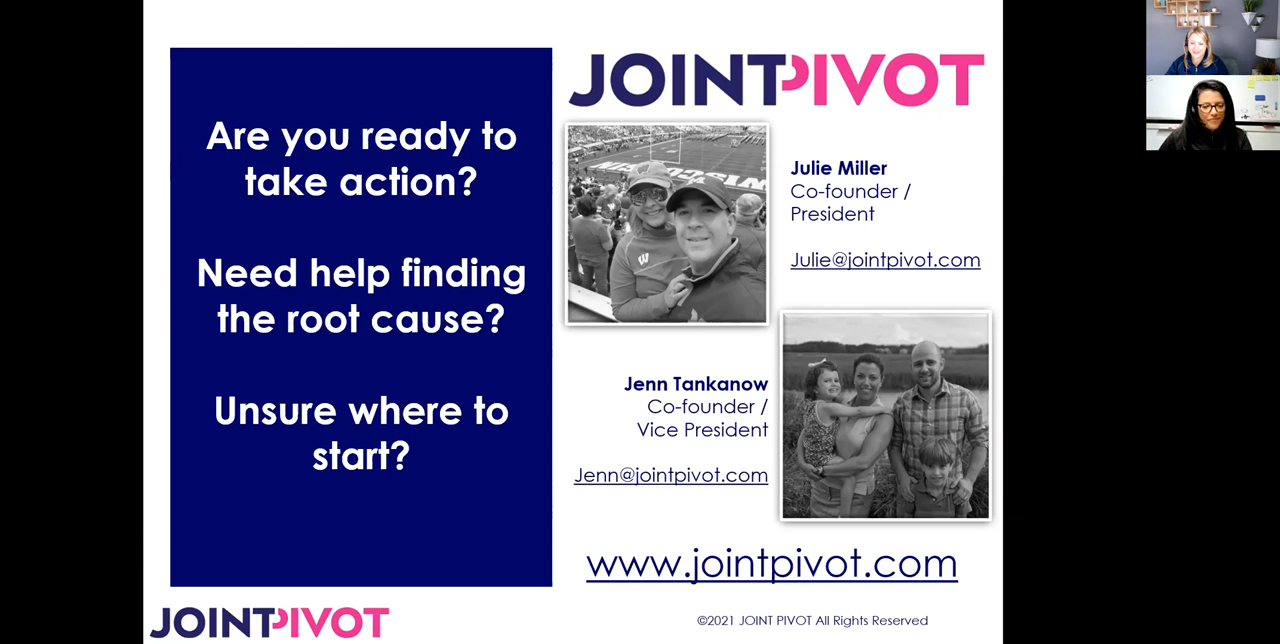 Are you ready to
take action?
Need help finding
the root cause?
Unsure where to
start?
JOINTPIVOT
WISCONSIN
W
Julie Miller
Co-founder /
President
Julie@jointpivot.com
Jenn Tankanow
Co-founder /
Vice President
Jenn@jointpivot.com
www.jointpivot.com
JOINTPIVOT
©2021 JOINT PIVOT All Rights Reserved